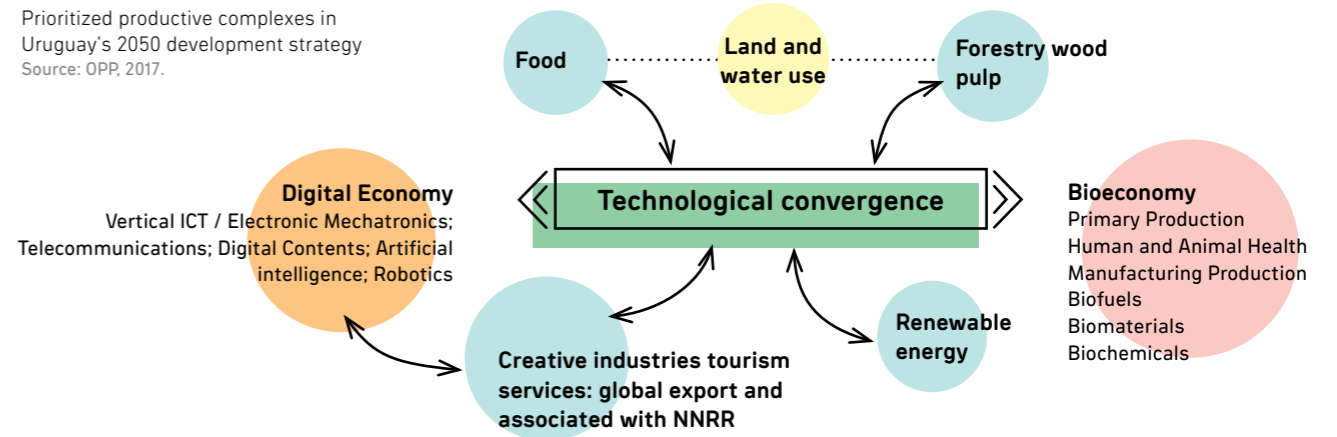 Prioritized productive complexes in
Uruguay's 2050 development strategy
Source: OPP, 2017.
Food
Land and
water use
Forestry wood
pulp
Technological convergence
Digital Economy
Vertical ICT / Electronic Mechatronics;
Telecommunications; Digital Contents; Artificial
intelligence; Robotics
Bioeconomy
Primary Production
Human and Animal Health
Manufacturing Production
Biofuels
Biomaterials
Biochemicals
Creative industries tourism
services: global export and
associated with NNRR
Renewable
energy